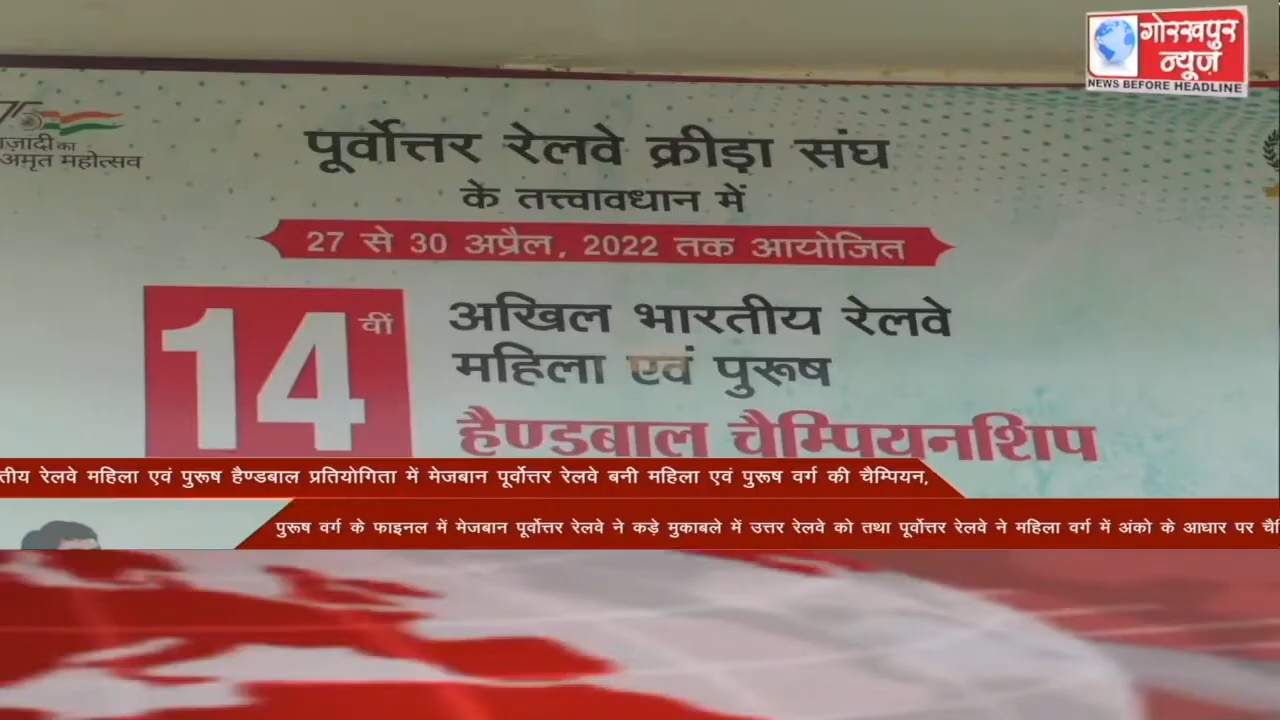 गोरखपुर
न्यूज़
NEWS BEFORE HEADLINE
75
अमृत महोत्सव
पूर्वोत्तर रेलवे क्रीड़ा संघ
के तत्त्वावधान में
27 से 30 अप्रैल, 2022 तक आयोजित
14 वीं
अखिल भारतीय रेलवे
महिला एवं पुरूष
हैण्डबाल चैम्पियनशिप
रेलवे महिला एवं पुरूष हैण्डबाल प्रतियोगिता में मेजबान पूर्वोत्तर रेलवे बनी महिला एवं पुरूष वर्ग की चैम्पियन,
पुरूष वर्ग के फाइनल में मेजबान पूर्वोत्तर रेलवे ने कड़े मुकाबले में उत्तर रेलवे को तथा पूर्वोत्तर रेलवे ने महिला वर्ग में अंको के आधार पर